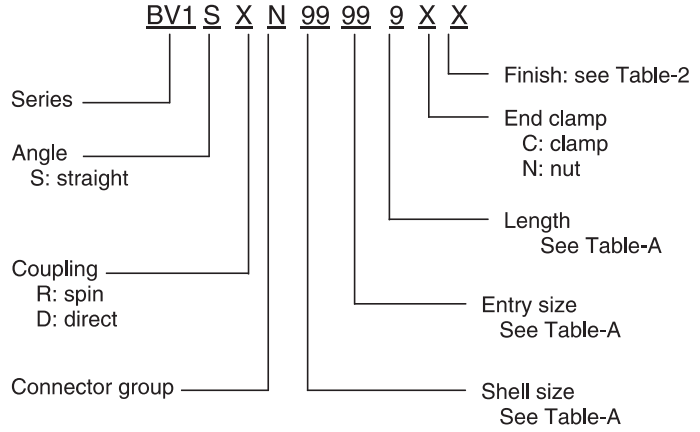 BV1 S X N 99 99 9 X X
Series
Angle
S: straight
Coupling
R: spin
D: direct
Connector group
Finish: see Table-2
End clamp
C: clamp
N: nut
Length
See Table-A
Entry size
See Table-A
Shell size
See Table-A